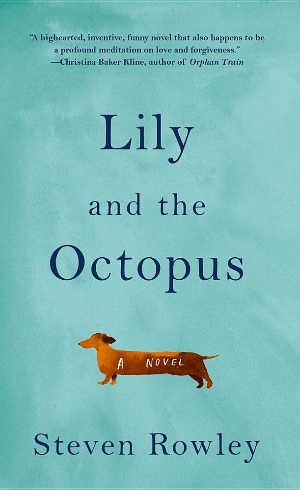 "A bighearted, inventive, funny novel that also happens to be
a profound meditation on love and forgiveness."
—Christina Baker Kline, author of Orphan Train
Lily
and the
Octopus
A NOVEL
Steven Rowley